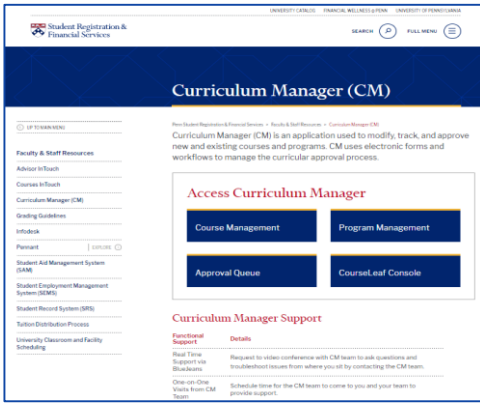 UNIVERSITY CATALOG FINANCIAL WELLNESS @ PENN UNIVERSITY OF PENNSYLVANIA
Student Registration &
Financial Services
SEARCH FULL MENU
Curriculum Manager (CM)
UP TO MAIN MENU
Faculty & Staff Resources
Advisor InTouch
Courses InTouch
Curriculum Manager (CM)
Grading Guidelines
Infodesk
Pennant EXPLORE
Student Aid Management System
(SAM)
Student Employment Management
System (SEMS)
Student Record System (SRS)
Tuition Distribution Process
University Classroom and Facility
Scheduling
Penn Student Registration & Financial Services > Faculty & Staff Resources > Curriculum Manager (CM)
Curriculum Manager (CM) is an application used to modify, track, and approve
new and existing courses and programs. CM uses electronic forms and
workflows to manage the curricular approval process.
Access Curriculum Manager
Course Management
Program Management
Approval Queue
CourseLeaf Console
Curriculum Manager Support
Functional
Support
Details
Real Time
Support via
BlueJeans
Request to video conference with CM team to ask questions and
troubleshoot issues from where you sit by contacting the CM team.
One-on-One
Visits from CM
Team
Schedule time for the CM team to come to you and your team to
provide support.